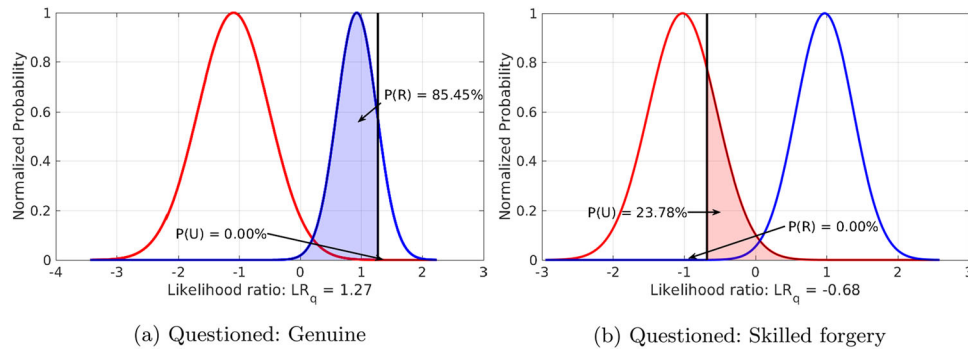 Normalized Probability
1
0.8
0.6
0.4
0.2
0
P(R) = 85.45%
P(U) = 0.00%
-4 -3 -2 -1 0 1 2 3
Likelihood ratio: LRq = 1.27
(a) Questioned: Genuine
Normalized Probability
1
0.8
0.6
0.4
0.2
0
P(U) = 23.78%
P(R) = 0.00%
-3 -2 -1 0 1 2 3
Likelihood ratio: LRq = -0.68
(b) Questioned: Skilled forgery